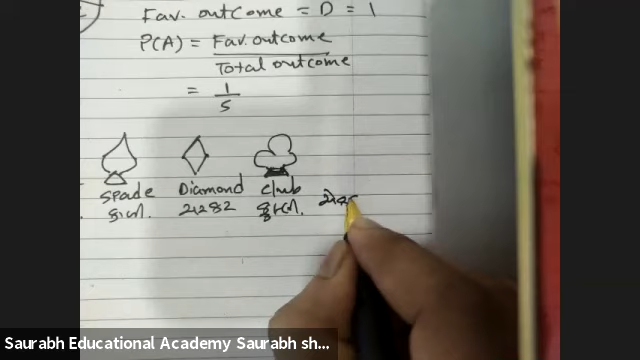 Fav. outcome = D = 1
P(A) = Fav. outcome
Total outcome
= 1
5
Spade Diamond Club
Saurabh Educational Academy Saurabh sh...